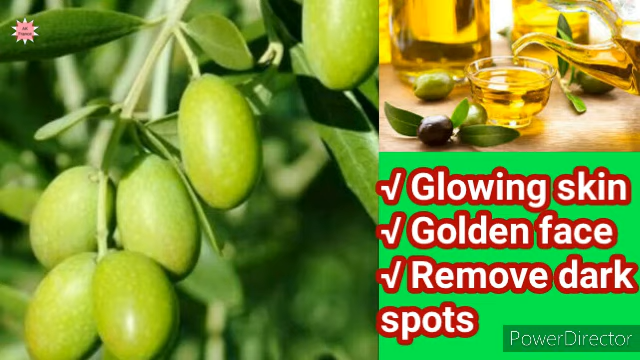 √ Glowing skin
√ Golden face
√ Remove dark
spots
PowerDirector